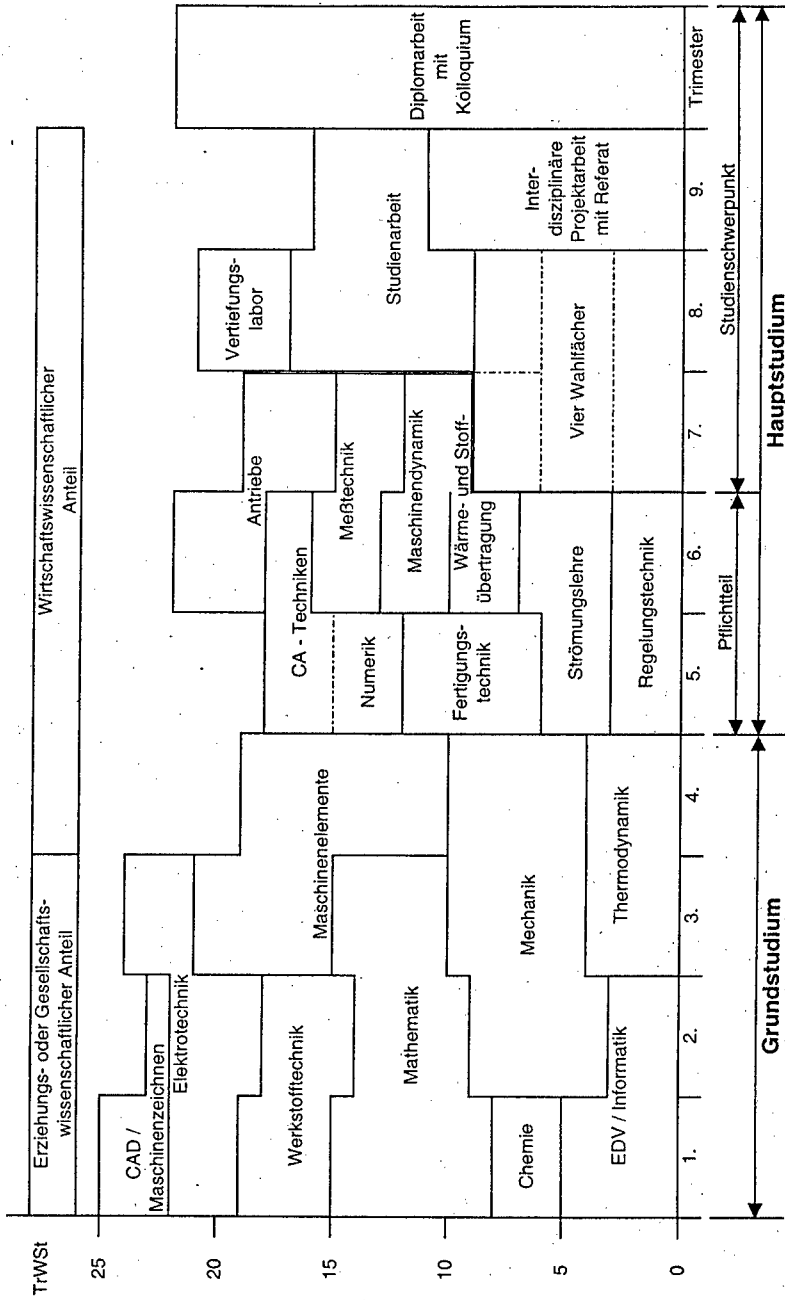 TrWSt
Erziehungs- oder Gesellschafts-
wissenschaftlicher Anteil
Wirtschaftswissenschaftlicher
Anteil
25
20
15
10
5
0
CAD /
Maschinenzeichnen
Elektrotechnik
Werkstofftechnik
Mathematik
Chemie
EDV / Informatik
Maschinenelemente
Mechanik
Thermodynamik
Antriebe
CA - Techniken
Meßtechnik
Numerik
Maschinendynamik
Fertigungs-
technik
Wärme- und Stoff-
übertragung
Strömungslehre
Regelungstechnik
Vertiefungs-
labor
Studienarbeit
Vier Wahlfächer
Inter-
disziplinäre
Projektarbeit
mit Referat
Diplomarbeit
mit
Kolloquium
1.
2.
3.
4.
5.
6.
7.
8.
9.
Trimester
Pflichtteil
Studienschwerpunkt
Grundstudium
Hauptstudium